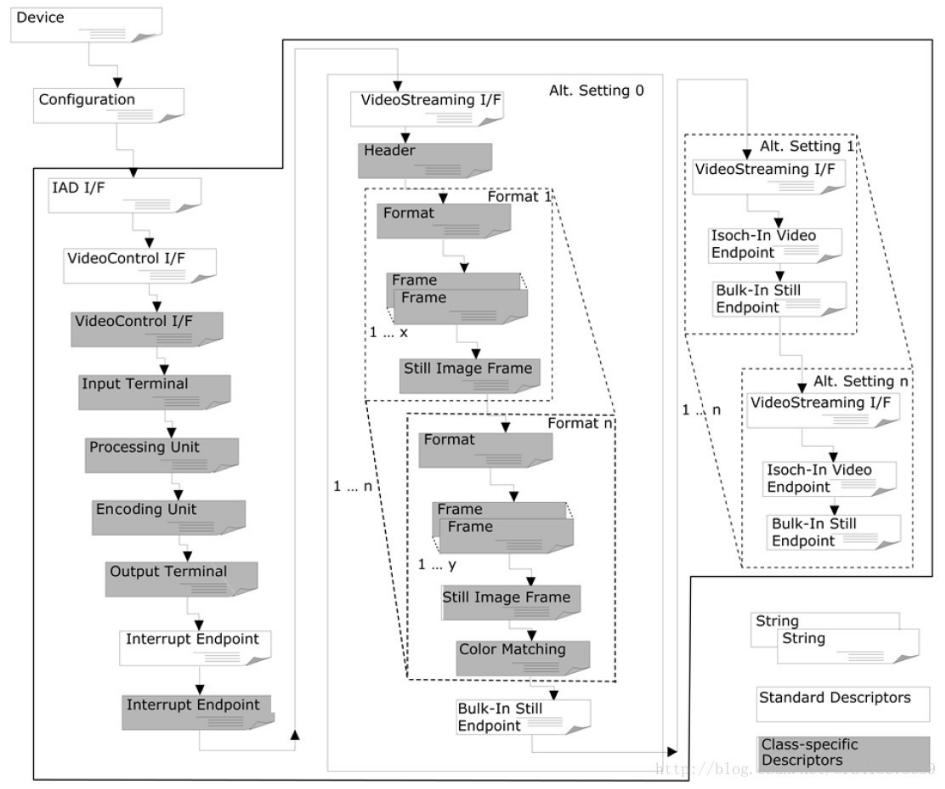 Device
Configuration
IAD I/F
VideoControl I/F
VideoControl I/F
Input Terminal
Processing Unit
Encoding Unit
Output Terminal
Interrupt Endpoint
Interrupt Endpoint
Alt. Setting 0
VideoStreaming I/F
Header
Format 1
Format
Frame
Frame
1 ... x
Still Image Frame
Format n
Format
1 ... n
Frame
Frame
1 ... y
Still Image Frame
Color Matching
Bulk-In Still
Endpoint
Alt. Setting 1
VideoStreaming I/F
Isoch-In Video
Endpoint
Bulk-In Still
Endpoint
Alt. Setting n
VideoStreaming I/F
1 ... n
Isoch-In Video
Endpoint
Bulk-In Still
Endpoint
String
String
Standard Descriptors
Class-specific
Descriptors